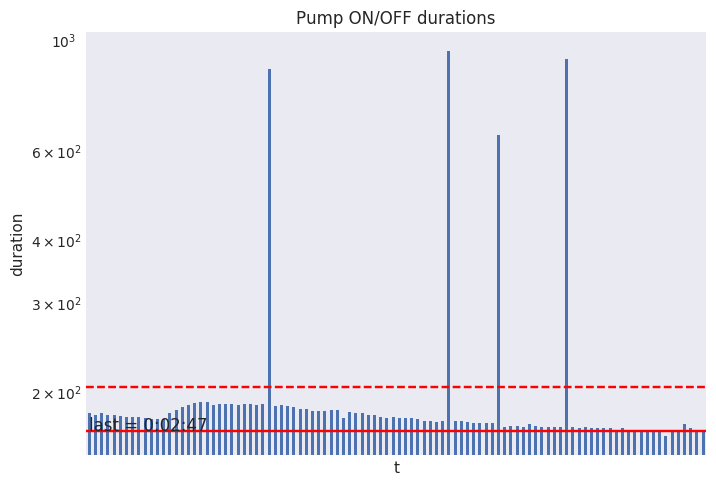 Pump ON/OFF durations
10³
6 × 10²
4 × 10²
3 × 10²
2 × 10²
duration
last = 0:02:47
t